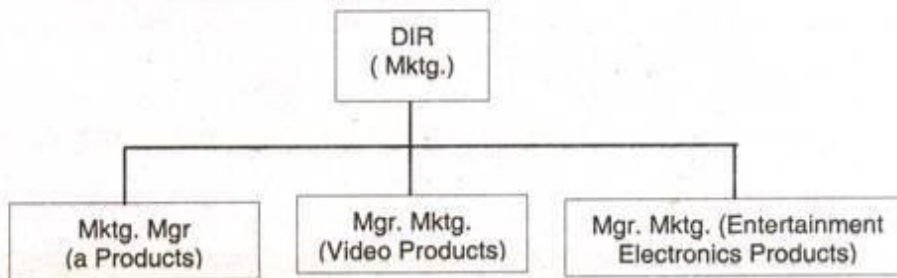 DIR
( Mktg.)
Mktg. Mgr
(a Products)
Mgr. Mktg.
(Video Products)
Mgr. Mktg. (Entertainment
Electronics Products)